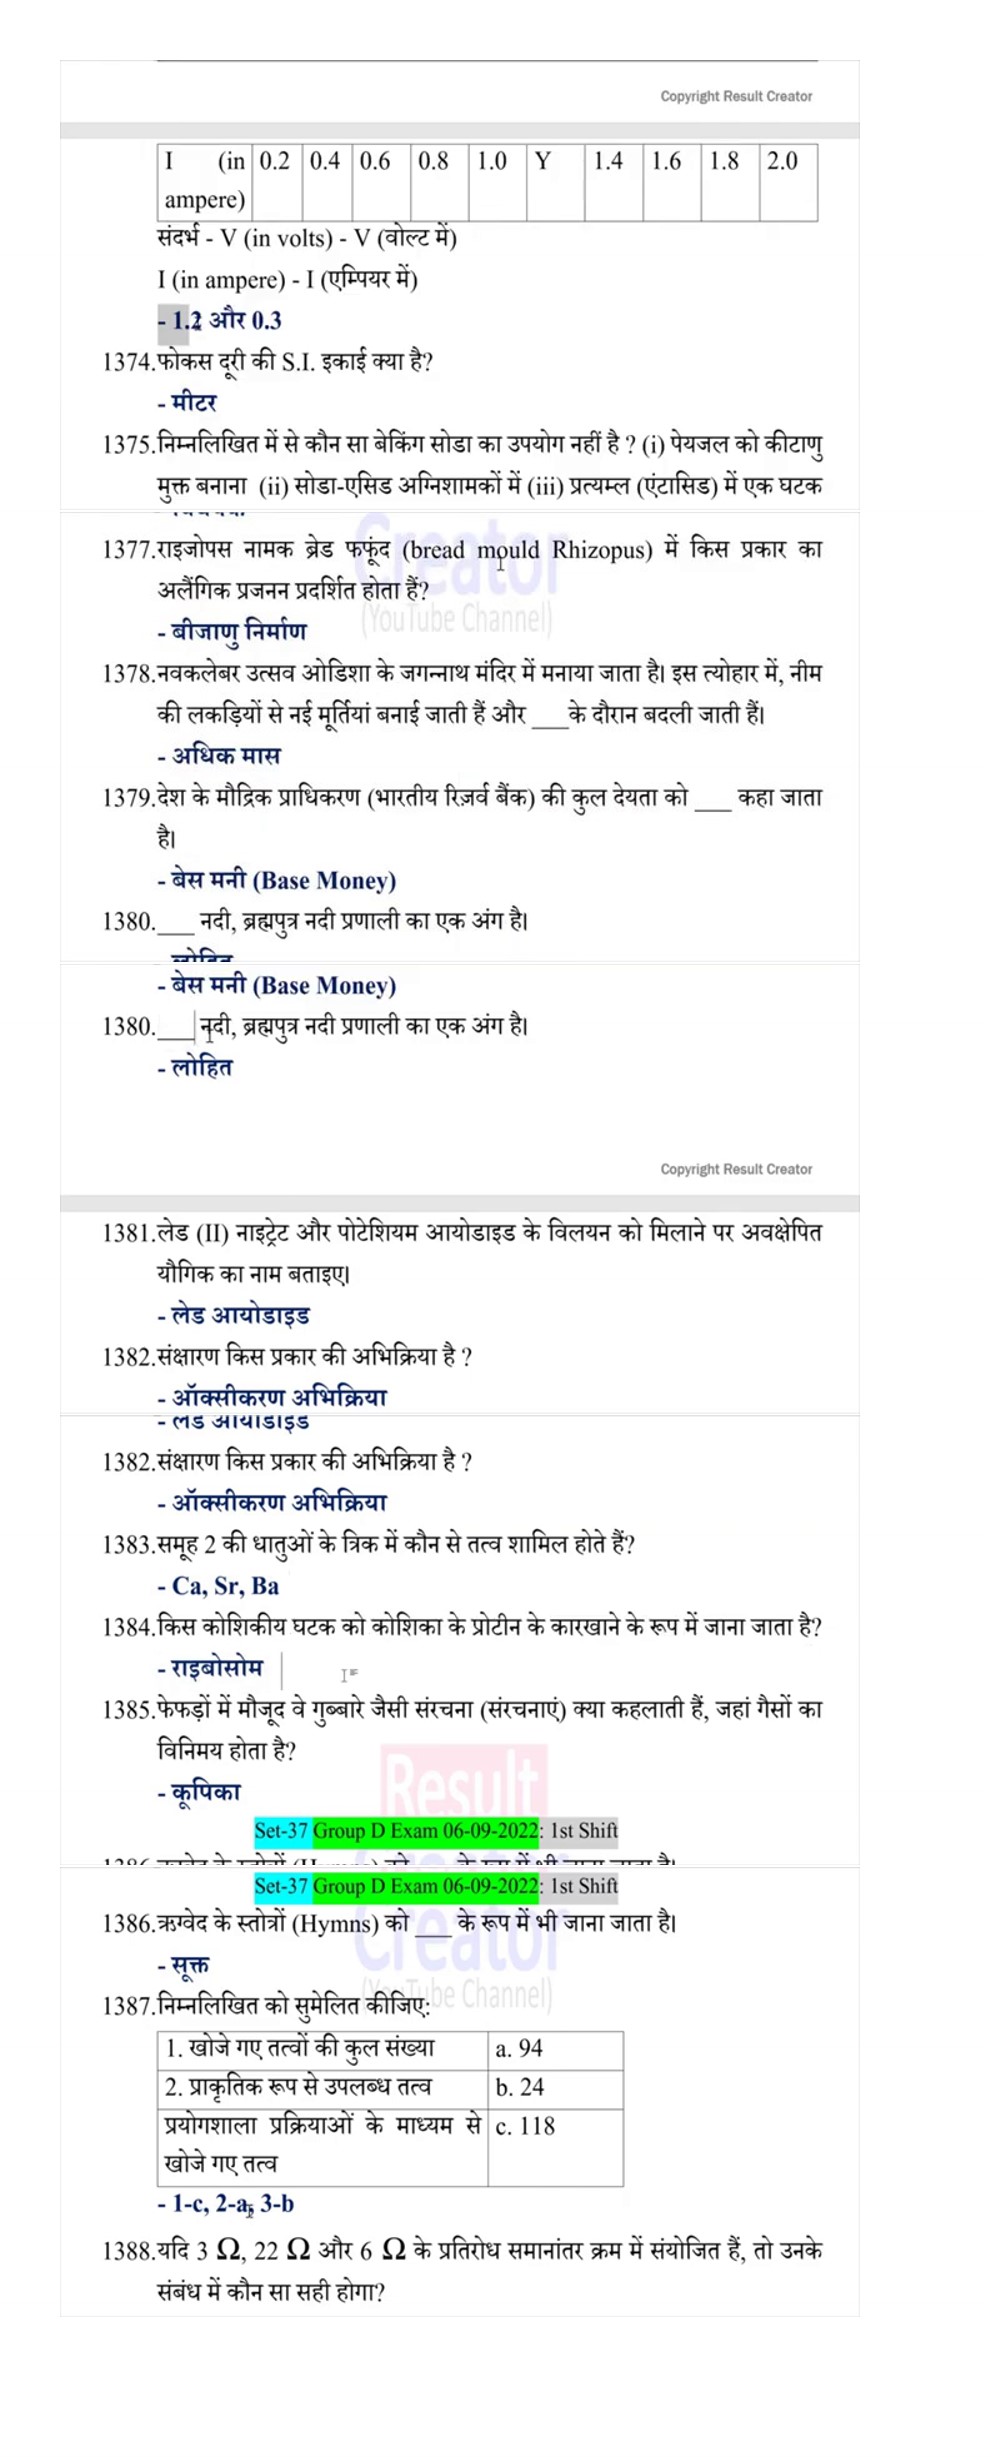 Copyright Result Creator
I (in ampere) 0.2 0.4 0.6 0.8 1.0 Y 1.4 1.6 1.8 2.0
संदर्भ - V (in volts) - V (वोल्ट में)
I (in ampere) - I (एम्पियर में)
- 1.2 और 0.3
1374.फोकस दूरी की S.I. इकाई क्या है?
- मीटर
1375.निम्नलिखित में से कौन सा बेकिंग सोडा का उपयोग नहीं है ? (i) पेयजल को कीटाणु
मुक्त बनाना (ii) सोडा-एसिड अग्निशामकों में (iii) प्रत्यम्ल (एंटासिड) में एक घटक
Creator
(YouTube Channel)
1377.राइजोपस नामक ब्रेड फफूंद (bread mould Rhizopus) में किस प्रकार का
अलैंगिक प्रजनन प्रदर्शित होता हैं?
- बीजाणु निर्माण
1378.नवकलेबर उत्सव ओडिशा के जगन्नाथ मंदिर में मनाया जाता है। इस त्योहार में, नीम
की लकड़ियों से नई मूर्तियां बनाई जाती हैं और ___के दौरान बदली जाती हैं।
- अधिक मास
1379.देश के मौद्रिक प्राधिकरण (भारतीय रिज़र्व बैंक) की कुल देयता को ___ कहा जाता
है।
- बेस मनी (Base Money)
1380.___ नदी, ब्रह्मपुत्र नदी प्रणाली का एक अंग है।
- बेस मनी (Base Money)
1380.___ नदी, ब्रह्मपुत्र नदी प्रणाली का एक अंग है।
- लोहित
Copyright Result Creator
1381.लेड (II) नाइट्रेट और पोटेशियम आयोडाइड के विलयन को मिलाने पर अवक्षेपित
यौगिक का नाम बताइए।
- लेड आयोडाइड
1382.संक्षारण किस प्रकार की अभिक्रिया है ?
- ऑक्सीकरण अभिक्रिया
- लेड आयोडाइड
1382.संक्षारण किस प्रकार की अभिक्रिया है ?
- ऑक्सीकरण अभिक्रिया
1383.समूह 2 की धातुओं के त्रिक में कौन से तत्व शामिल होते हैं?
- Ca, Sr, Ba
1384.किस कोशिकीय घटक को कोशिका के प्रोटीन के कारखाने के रूप में जाना जाता है?
- राइबोसोम
1385.फेफड़ों में मौजूद वे गुब्बारे जैसी संरचना (संरचनाएं) क्या कहलाती हैं, जहां गैसों का
विनिमय होता है?
- कूपिका
Result
Set-37 Group D Exam 06-09-2022: 1st Shift
Set-37 Group D Exam 06-09-2022: 1st Shift
1386.ऋग्वेद के स्तोत्रों (Hymns) को ___ के रूप में भी जाना जाता है।
- सूक्त
Creator
(YouTube Channel)
1387.निम्नलिखित को सुमेलित कीजिए:
1. खोजे गए तत्वों की कुल संख्या a. 94
2. प्राकृतिक रूप से उपलब्ध तत्व b. 24
प्रयोगशाला प्रक्रियाओं के माध्यम से c. 118
खोजे गए तत्व
- 1-c, 2-a, 3-b
1388.यदि 3 Ω, 22 Ω और 6 Ω के प्रतिरोध समानांतर क्रम में संयोजित हैं, तो उनके
संबंध में कौन सा सही होगा?